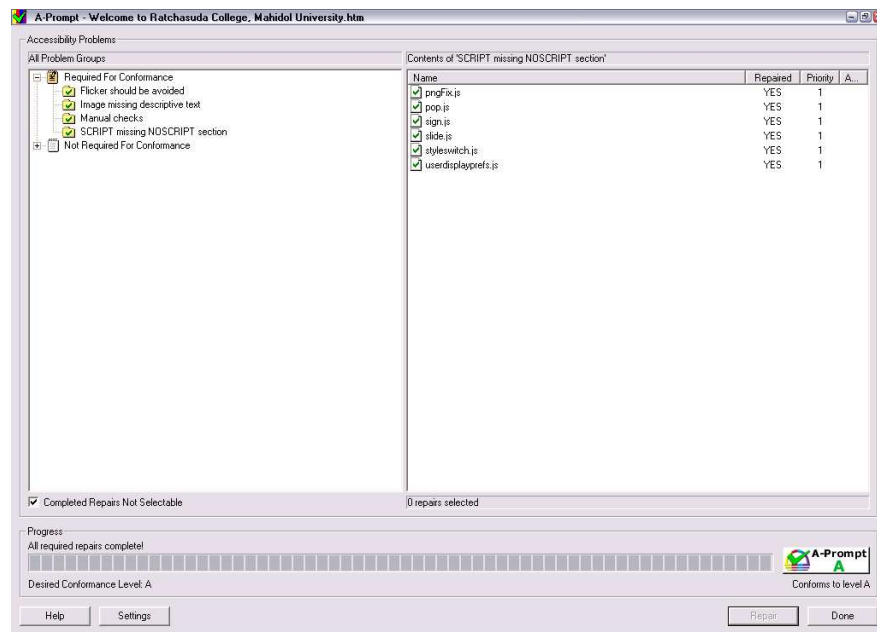 A-Prompt - Welcome to Ratchasuda College, Mahidol University.htm
Accessibility Problems
All Problem Groups
Required For Conformance
Flicker should be avoided
Image missing descriptive text
Manual checks
SCRIPT missing NOSCRIPT section
Not Required For Conformance
Contents of 'SCRIPT missing NOSCRIPT section'
Name Repaired Priority A...
pngFix.js YES 1
pop.js YES 1
sign.js YES 1
slide.js YES 1
styleswitch.js YES 1
userdisplayprefs.js YES 1
Completed Repairs Not Selectable
0 repairs selected
Progress
All required repairs complete!
A-Prompt
A
Desired Conformance Level: A
Conforms to level A
Help Settings Repair Done